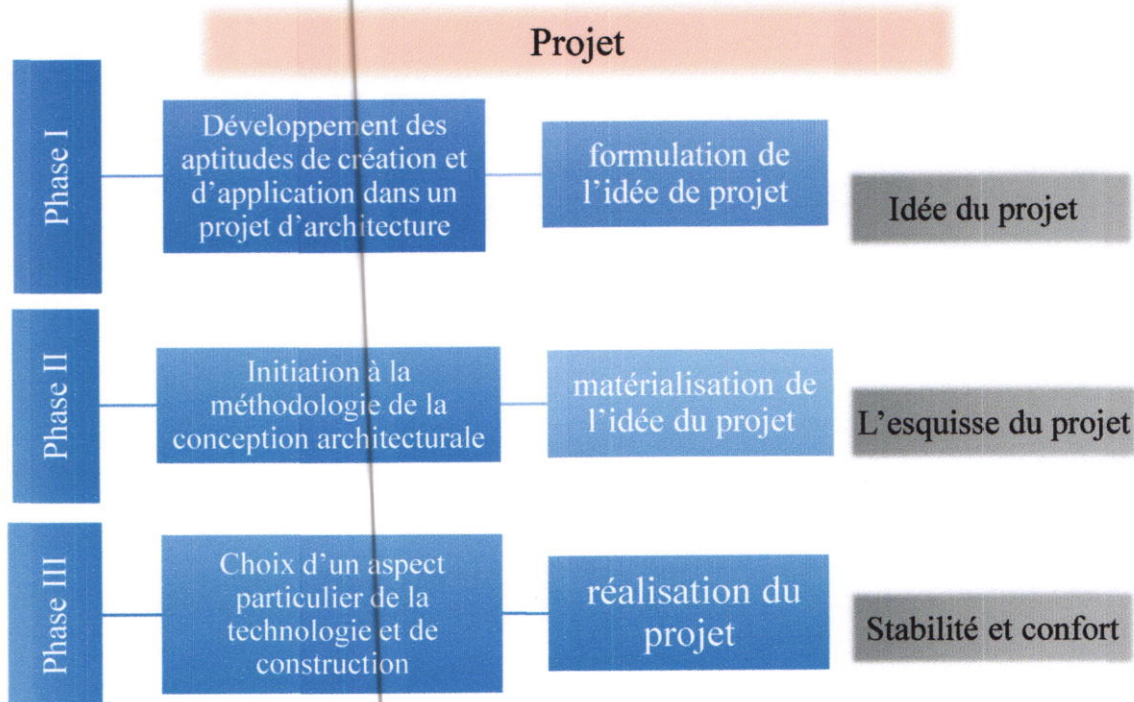 Projet
Phase I
Développement des
aptitudes de création et
d'application dans un
projet d'architecture
formulation de
l'idée de projet
Idée du projet
Phase II
Initiation à la
méthodologie de la
conception architecturale
matérialisation de
l'idée du projet
L'esquisse du projet
Phase III
Choix d'un aspect
particulier de la
technologie et de
construction
réalisation du
projet
Stabilité et confort